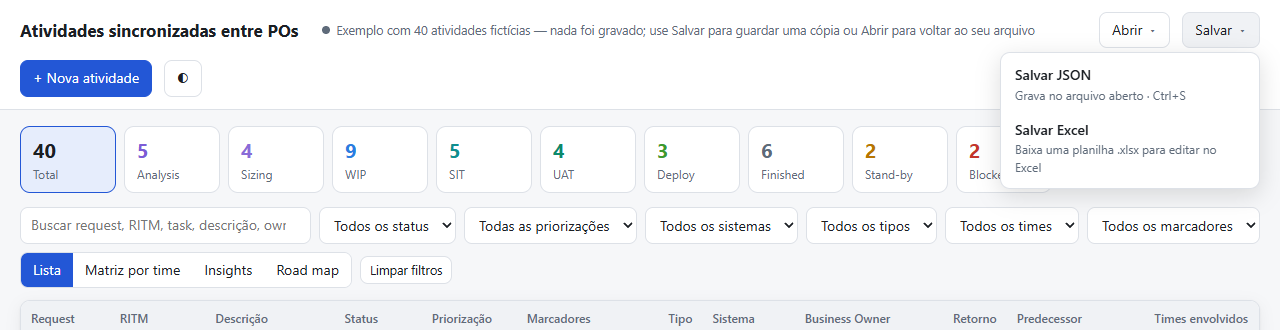 Atividades sincronizadas entre POs
Exemplo com 40 atividades fictícias — nada foi gravado; use Salvar para guardar uma cópia ou Abrir para voltar ao seu arquivo
Abrir
Salvar
+ Nova atividade
Salvar JSON
Grava no arquivo aberto · Ctrl+S
Salvar Excel
Baixa uma planilha .xlsx para editar no
Excel
40
Total
5
Analysis
4
Sizing
9
WIP
5
SIT
4
UAT
3
Deploy
6
Finished
2
Stand-by
2
Blocke
Buscar request, RITM, task, descrição, owr
Todos os status
Todas as priorizações
Todos os sistemas
Todos os tipos
Todos os times
Todos os marcadores
Lista
Matriz por time
Insights
Road map
Limpar filtros
Request RITM Descrição Status Priorização Marcadores Tipo Sistema Business Owner Retorno Predecessor Times envolvidos